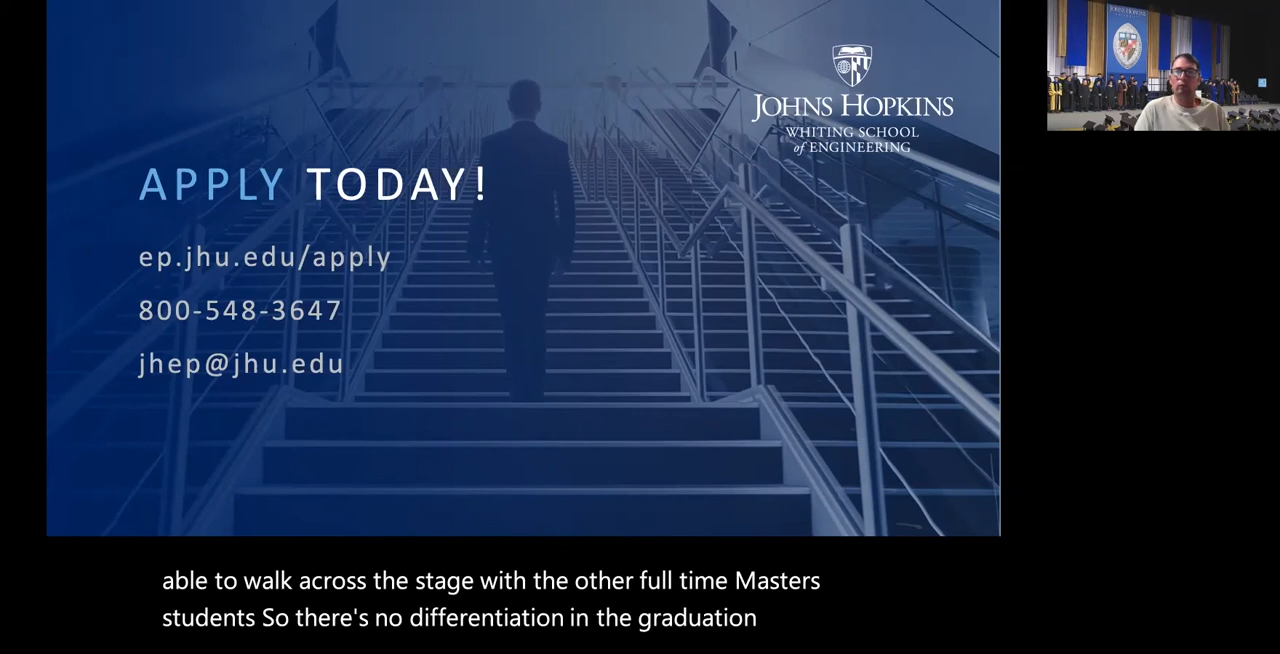 JOHNS HOPKINS
WHITING SCHOOL
of ENGINEERING
APPLY TODAY!
ep.jhu.edu/apply
800-548-3647
jhep@jhu.edu
JOHNS HOPKINS
able to walk across the stage with the other full time Masters
students So there's no differentiation in the graduation